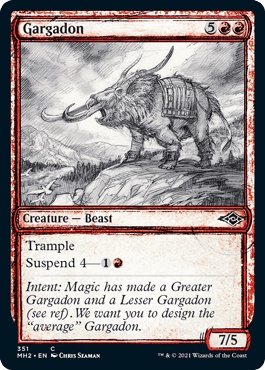 Gargadon 5
Creature — Beast
Trample
Suspend 4—1
Intent: Magic has made a Greater
Gargadon and a Lesser Gargadon
(see ref). We want you to design the
“average” Gargadon.
7/5
351 C
MH2 • EN CHRIS SEAMAN ™ & © 2021 Wizards of the Coast